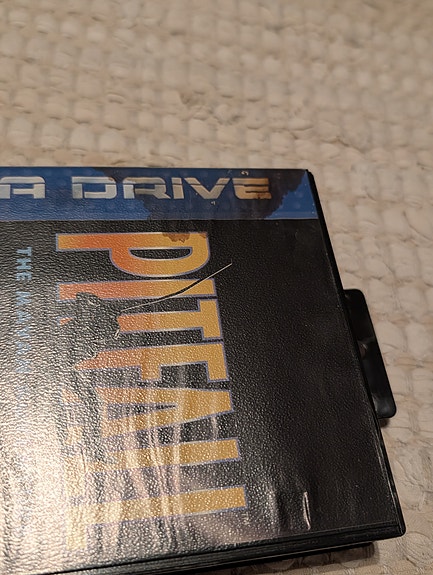 A DRIVE
PITFALL
THE MAYAN